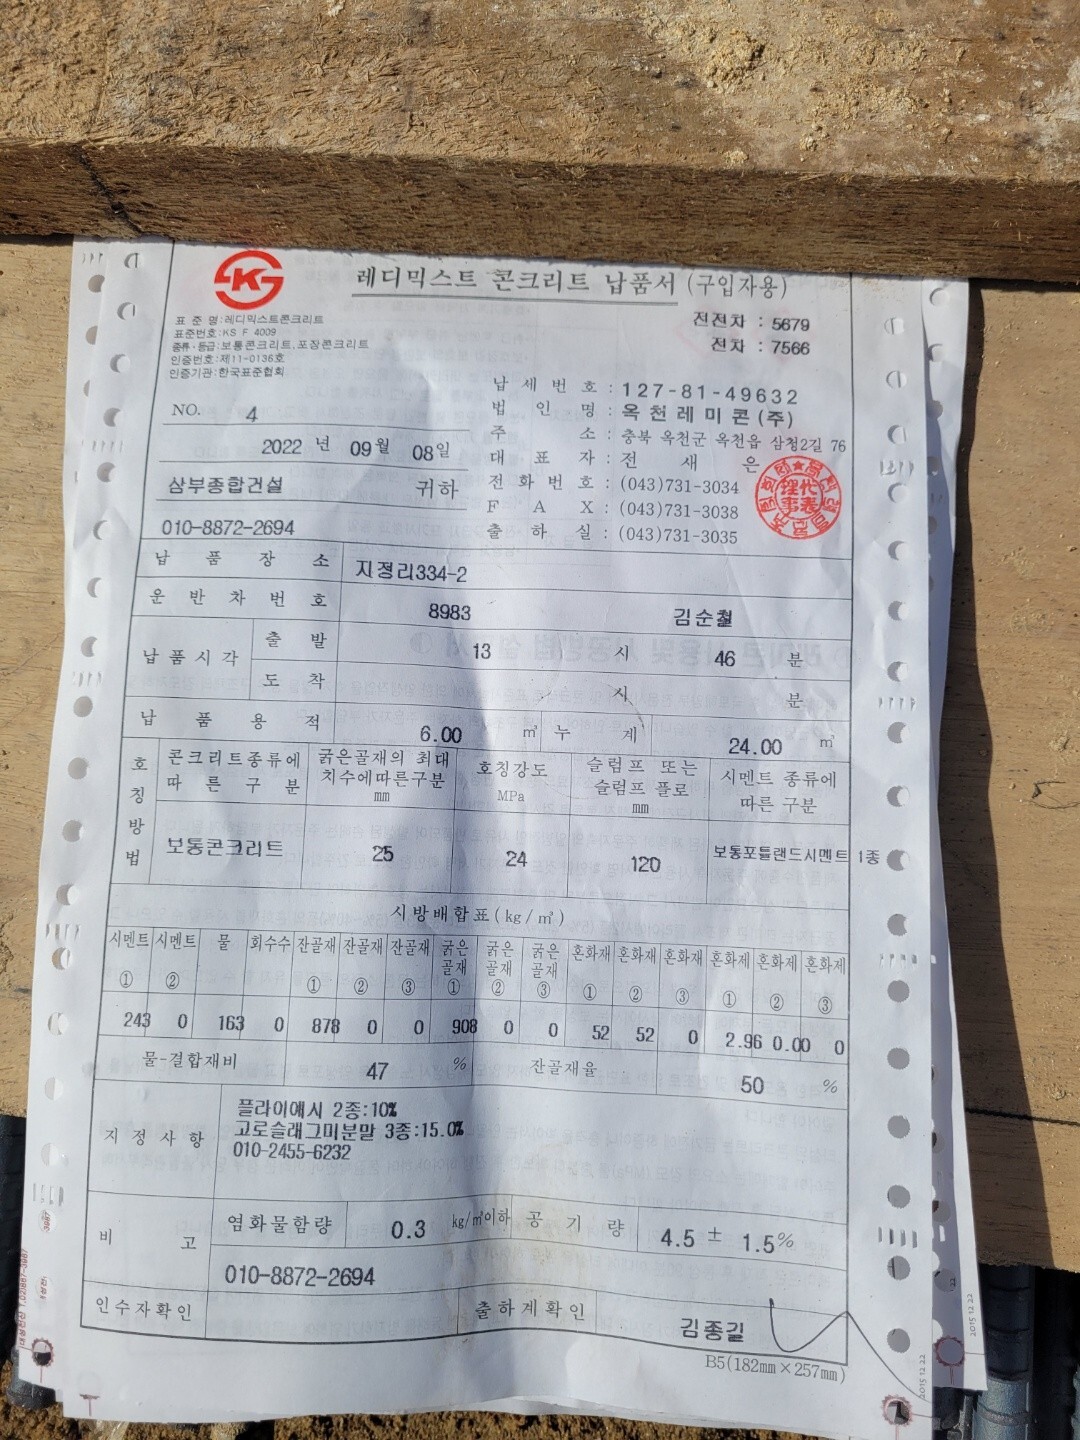 레디믹스트 콘크리트 납품서 (구입자용)
표 준 명:레디믹스트콘크리트
표준번호:KS F 4009
종류·등급:보통콘크리트,포장콘크리트
인증번호:제11-0136호
인증기관:한국표준협회
전전차 : 5679
전차 : 7566
NO. 4
2022 년 09월 08일
삼부종합건설 귀하
010-8872-2694
납 세 번 호 : 127-81-49632
법 인 명 : 옥천레미콘(주)
주 소 : 충북 옥천군 옥천읍 삼청2길 76
대 표 자 : 전 새 은
전 화 번 호 : (043)731-3034
F A X : (043)731-3038
출 하 실 : (043)731-3035
납 품 장 소 지정리334-2
운 반 차 번 호 8983 김순철
납품시각 출 발 13 시 46 분
도 착 시 분
납 품 용 적 6.00 ㎥ 누 계 24.00 ㎥
호칭방법 콘크리트종류에 따 른 구 분 굵은골재의 최대 치수에따른구분 mm 호칭강도 MPa 슬럼프 또는 슬럼프 플로 mm 시멘트 종류에 따른 구분
보통콘크리트 25 24 120 보통포틀랜드시멘트 1종
시방배합표(kg/㎥)
시멘트 ① 시멘트 ② 물 회수수 잔골재 ① 잔골재 ② 잔골재 ③ 굵은골재 ① 굵은골재 ② 굵은골재 ③ 혼화재 ① 혼화재 ② 혼화재 ③ 혼화제 ① 혼화제 ② 혼화제 ③
243 0 163 0 878 0 0 908 0 0 52 52 0 2.96 0.00 0
물-결합재비 47 % 잔골재율 50 %
지정사항
플라이애시 2종:10%
고로슬래그미분말 3종:15.0%
010-2455-6232
비 고 염화물함량 0.3 kg/㎥이하 공 기 량 4.5 ± 1.5%
010-8872-2694
인수자확인 출하계확인 김종길
B5(182mm×257mm)
2015 12 22
2015 12 22